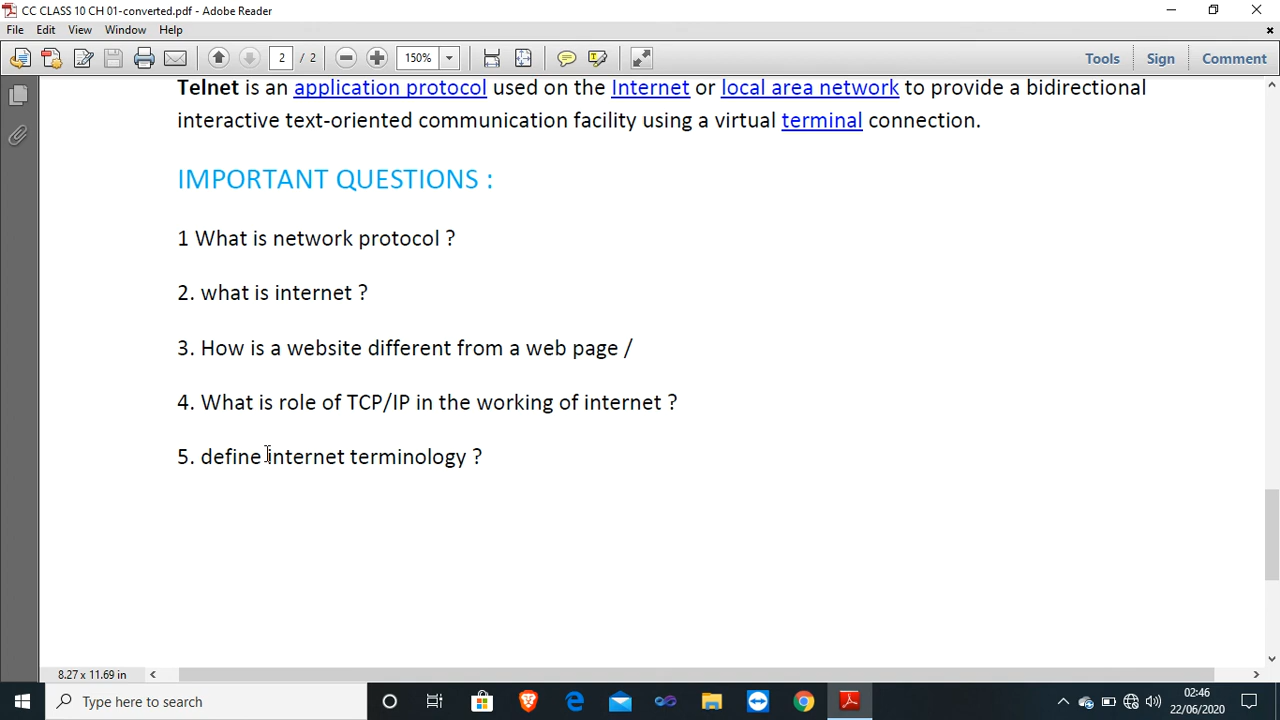 CC CLASS 10 CH 01-converted.pdf - Adobe Reader
File Edit View Window Help
2 / 2 150% Tools Sign Comment
Telnet is an application protocol used on the Internet or local area network to provide a bidirectional
interactive text-oriented communication facility using a virtual terminal connection.
IMPORTANT QUESTIONS :
1 What is network protocol ?
2. what is internet ?
3. How is a website different from a web page /
4. What is role of TCP/IP in the working of internet ?
5. define internet terminology ?
8.27 x 11.69 in
Type here to search
02:46
22/06/2020